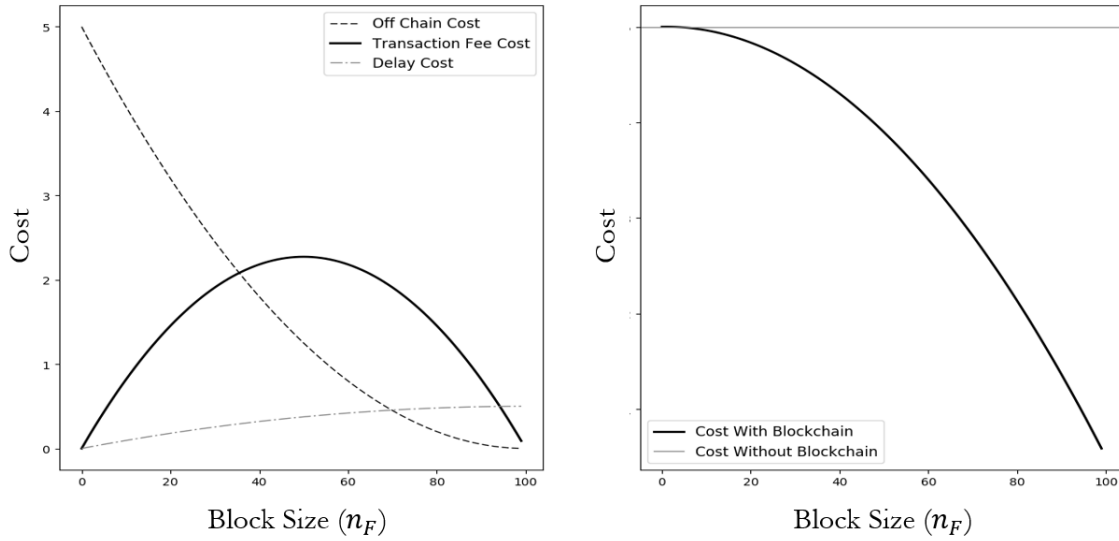 Off Chain Cost
Transaction Fee Cost
Delay Cost
5
4
3
2
1
0
Cost
0 20 40 60 80 100
Block Size (n_F)
Cost
Cost With Blockchain
Cost Without Blockchain
0 20 40 60 80 100
Block Size (n_F)